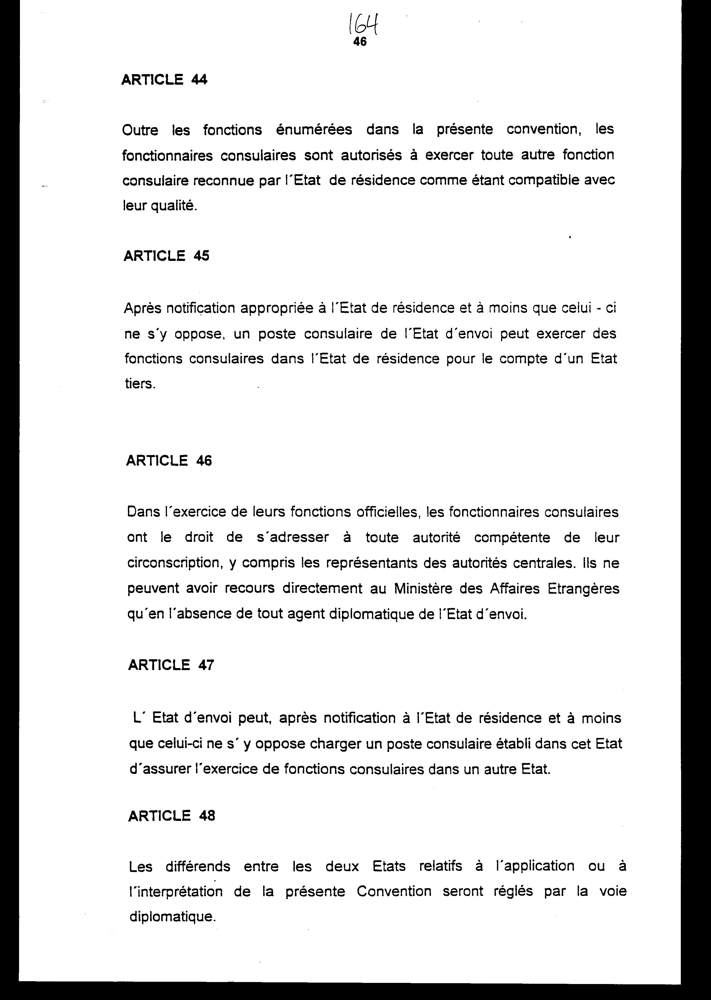 164
46
ARTICLE 44
Outre les fonctions énumérées dans la présente convention, les
fonctionnaires consulaires sont autorisés à exercer toute autre fonction
consulaire reconnue par l´Etat de résidence comme étant compatible avec
leur qualité.
ARTICLE 45
Après notification appropriée à l´Etat de résidence et à moins que celui - ci
ne s´y oppose, un poste consulaire de l´Etat d´envoi peut exercer des
fonctions consulaires dans l´Etat de résidence pour le compte d´un Etat
tiers.
ARTICLE 46
Dans l´exercice de leurs fonctions officielles, les fonctionnaires consulaires
ont le droit de s´adresser à toute autorité compétente de leur
circonscription, y compris les représentants des autorités centrales. Ils ne
peuvent avoir recours directement au Ministère des Affaires Etrangères
qu´en l´absence de tout agent diplomatique de l´Etat d´envoi.
ARTICLE 47
L´ Etat d´envoi peut, après notification à l´Etat de résidence et à moins
que celui-ci ne s´ y oppose charger un poste consulaire établi dans cet Etat
d´assurer l´exercice de fonctions consulaires dans un autre Etat.
ARTICLE 48
Les différends entre les deux Etats relatifs à l´application ou à
l´interprétation de la présente Convention seront réglés par la voie
diplomatique.